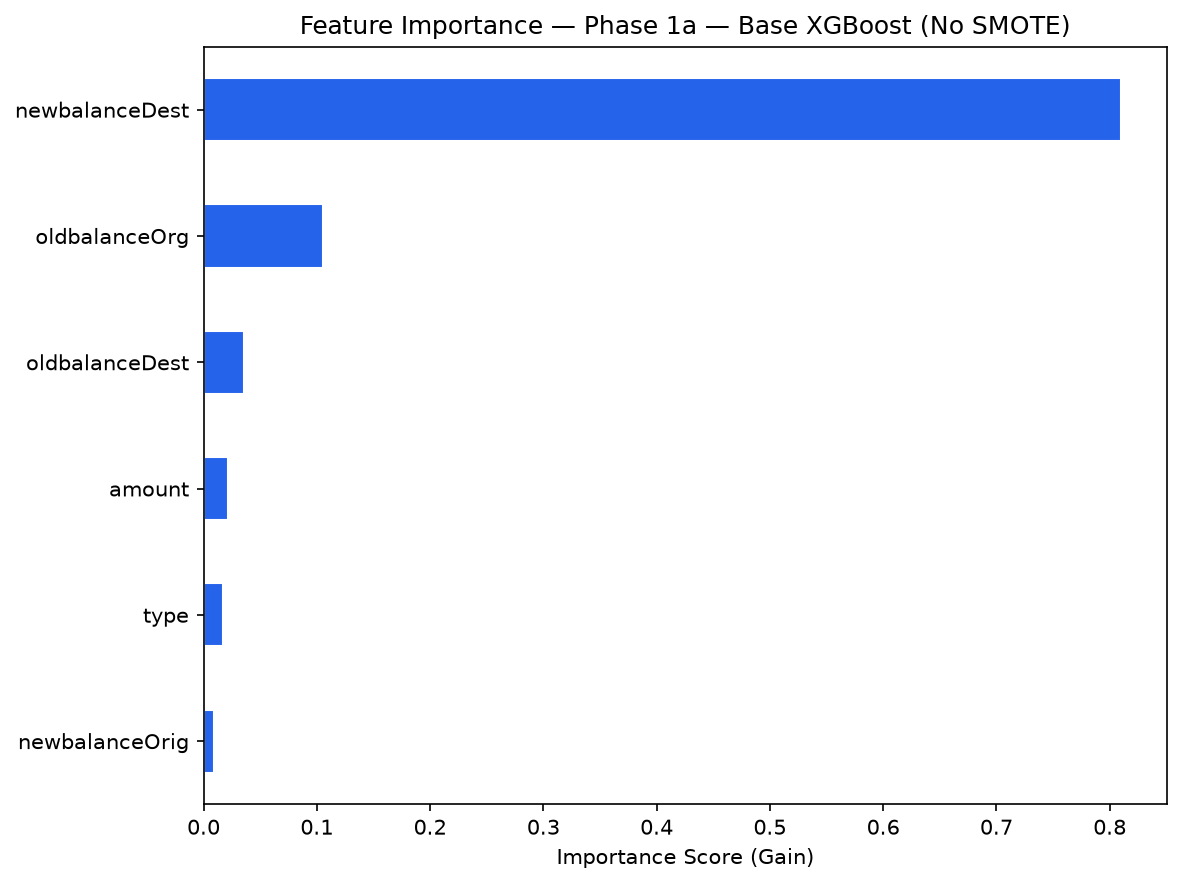 Feature Importance — Phase 1a — Base XGBoost (No SMOTE)
newbalanceDest
oldbalanceOrg
oldbalanceDest
amount
type
newbalanceOrig
0.0 0.1 0.2 0.3 0.4 0.5 0.6 0.7 0.8
Importance Score (Gain)